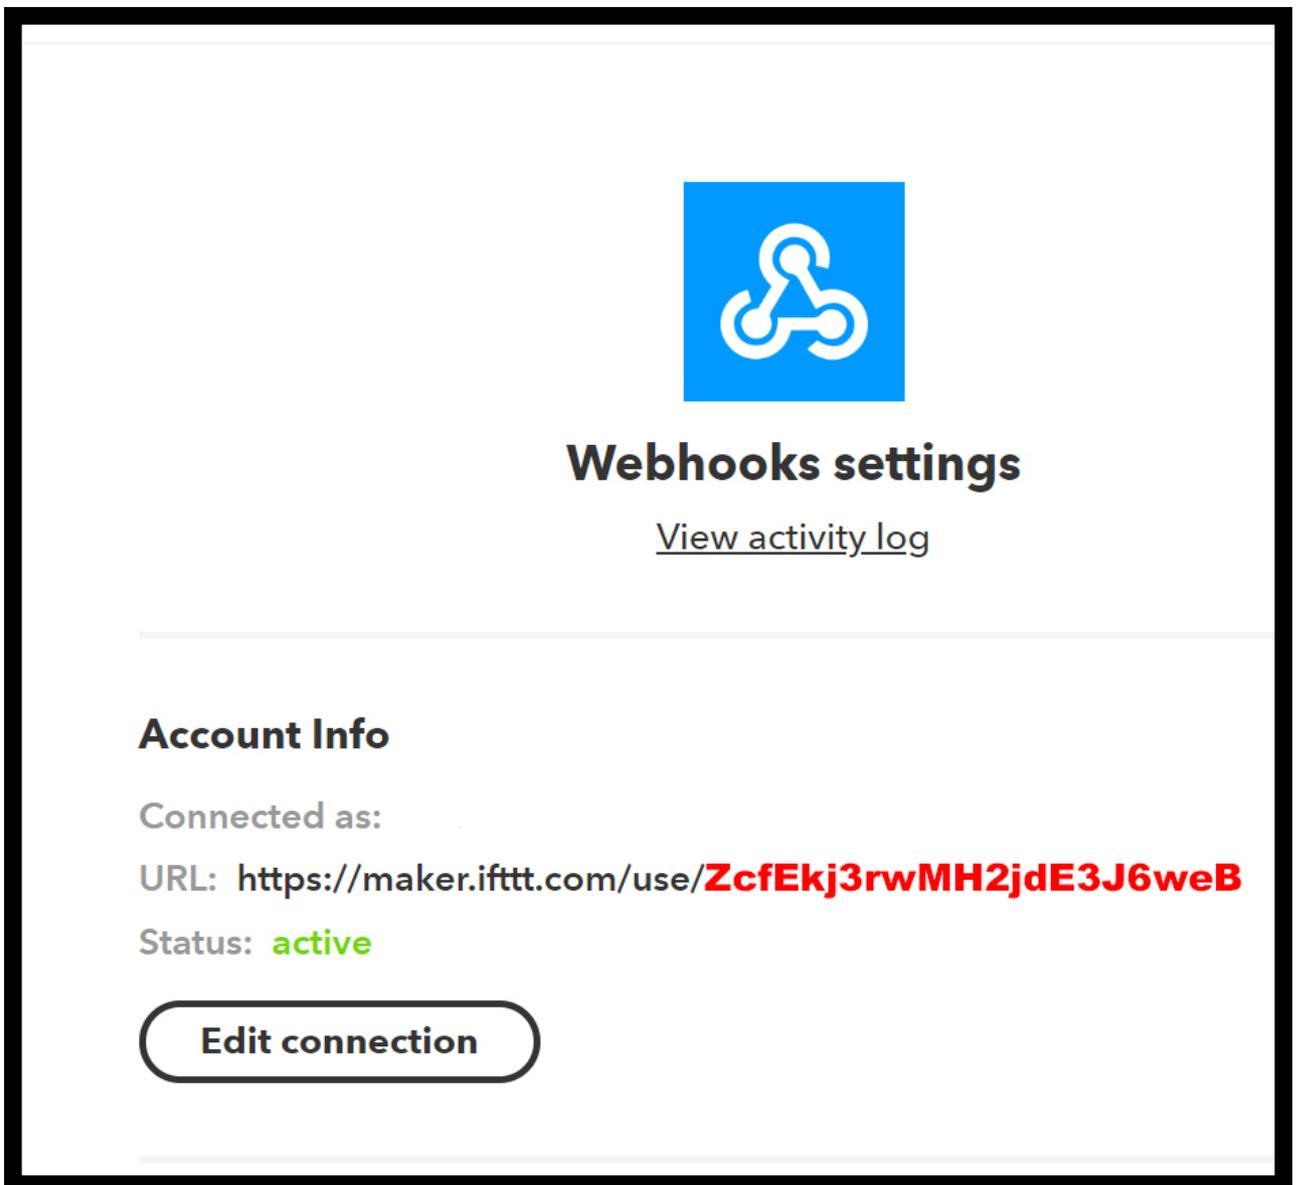 Webhooks settings
View activity log
Account Info
Connected as:
URL: https://maker.ifttt.com/use/ZcfEkj3rwMH2jdE3J6weB
Status: active
Edit connection